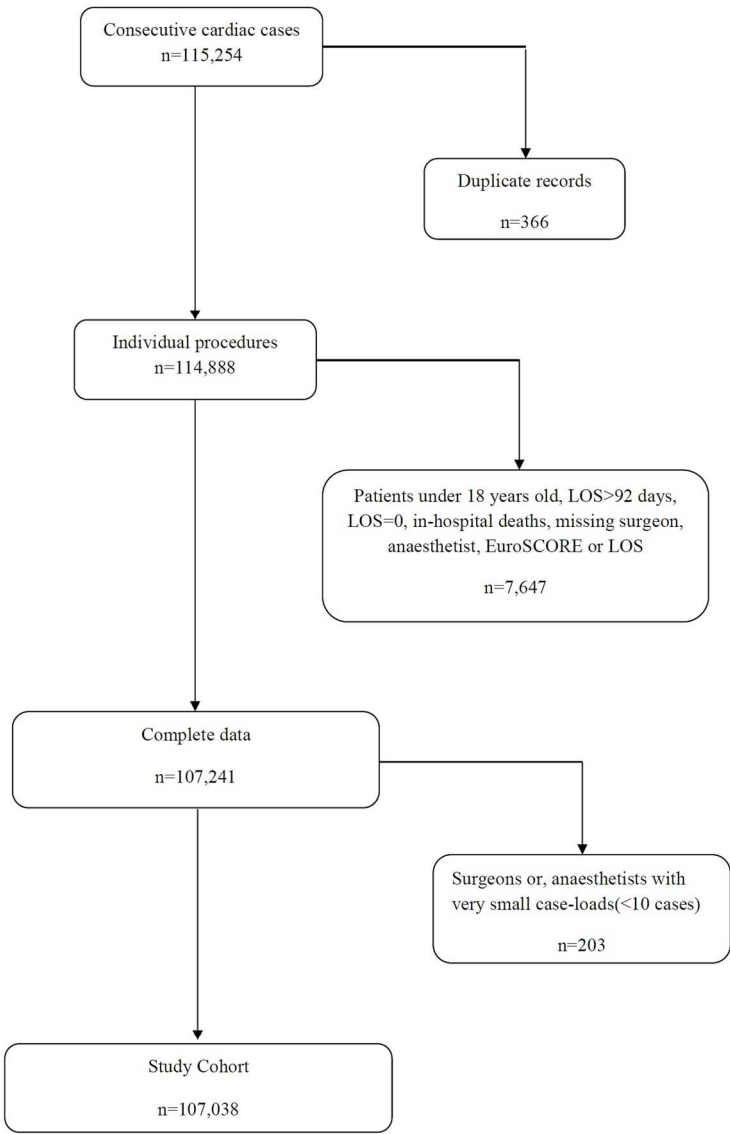 Consecutive cardiac cases
n=115,254
Duplicate records
n=366
Individual procedures
n=114,888
Patients under 18 years old, LOS>92 days,
LOS=0, in-hospital deaths, missing surgeon,
anaesthetist, EuroSCORE or LOS
n=7,647
Complete data
n=107,241
Surgeons or, anaesthetists with
very small case-loads(<10 cases)
n=203
Study Cohort
n=107,038